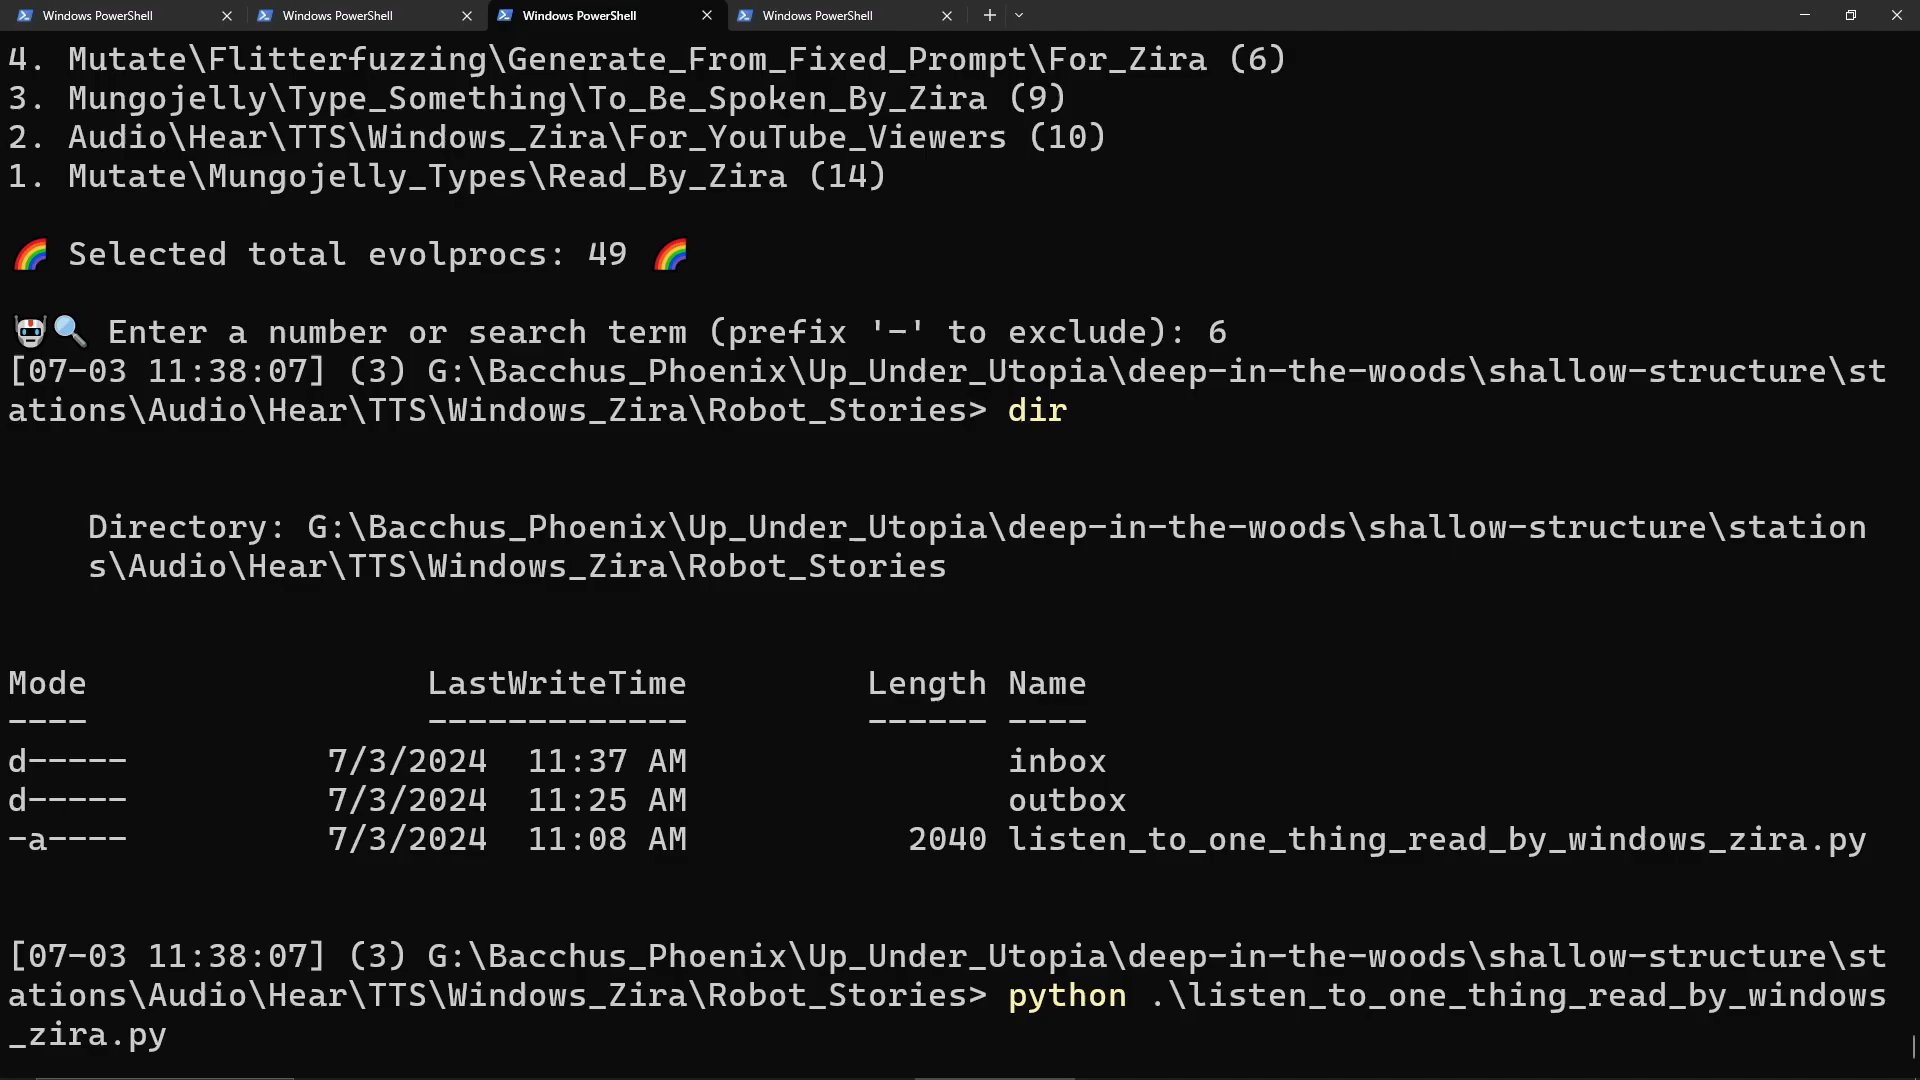 Windows PowerShell Windows PowerShell Windows PowerShell Windows PowerShell
4. Mutate\Flitterfuzzing\Generate_From_Fixed_Prompt\For_Zira (6)
3. Mungojelly\Type_Something\To_Be_Spoken_By_Zira (9)
2. Audio\Hear\TTS\Windows_Zira\For_YouTube_Viewers (10)
1. Mutate\Mungojelly_Types\Read_By_Zira (14)
🌈 Selected total evolprocs: 49 🌈
🤖🔍 Enter a number or search term (prefix '-' to exclude): 6
[07-03 11:38:07] (3) G:\Bacchus_Phoenix\Up_Under_Utopia\deep-in-the-woods\shallow-structure\st
ations\Audio\Hear\TTS\Windows_Zira\Robot_Stories> dir
Directory: G:\Bacchus_Phoenix\Up_Under_Utopia\deep-in-the-woods\shallow-structure\station
s\Audio\Hear\TTS\Windows_Zira\Robot_Stories
Mode LastWriteTime Length Name
---- ------------- ------ ----
d----- 7/3/2024 11:37 AM inbox
d----- 7/3/2024 11:25 AM outbox
-a---- 7/3/2024 11:08 AM 2040 listen_to_one_thing_read_by_windows_zira.py
[07-03 11:38:07] (3) G:\Bacchus_Phoenix\Up_Under_Utopia\deep-in-the-woods\shallow-structure\st
ations\Audio\Hear\TTS\Windows_Zira\Robot_Stories> python .\listen_to_one_thing_read_by_windows
_zira.py